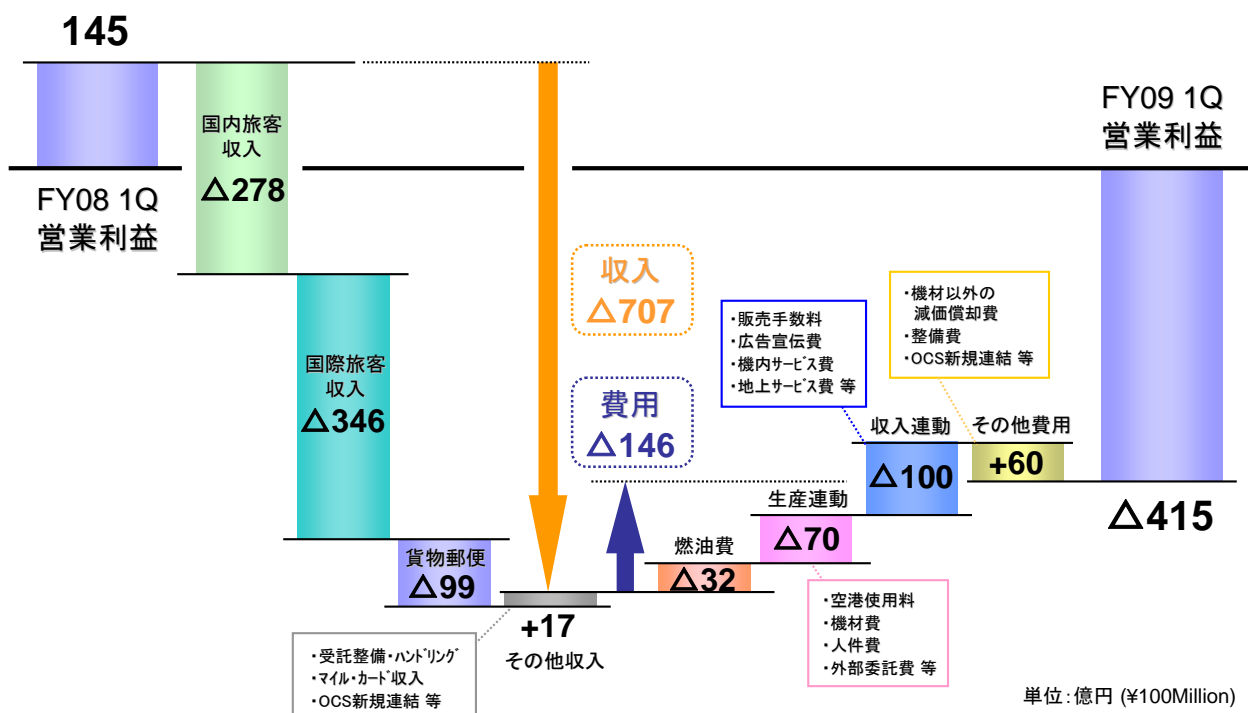 145
FY08 1Q
営業利益
国内旅客
収入
△278
国際旅客
収入
△346
貨物郵便
△99
+17
その他収入
・受託整備・ハンドリング
・マイル・カード収入
・OCS新規連結 等
収入
△707
費用
△146
燃油費
△32
生産連動
△70
・空港使用料
・機材費
・人件費
・外部委託費 等
・販売手数料
・広告宣伝費
・機内サービス費
・地上サービス費 等
収入連動
△100
・機材以外の
減価償却費
・整備費
・OCS新規連結 等
その他費用
+60
FY09 1Q
営業利益
△415
単位:億円 (¥100Million)